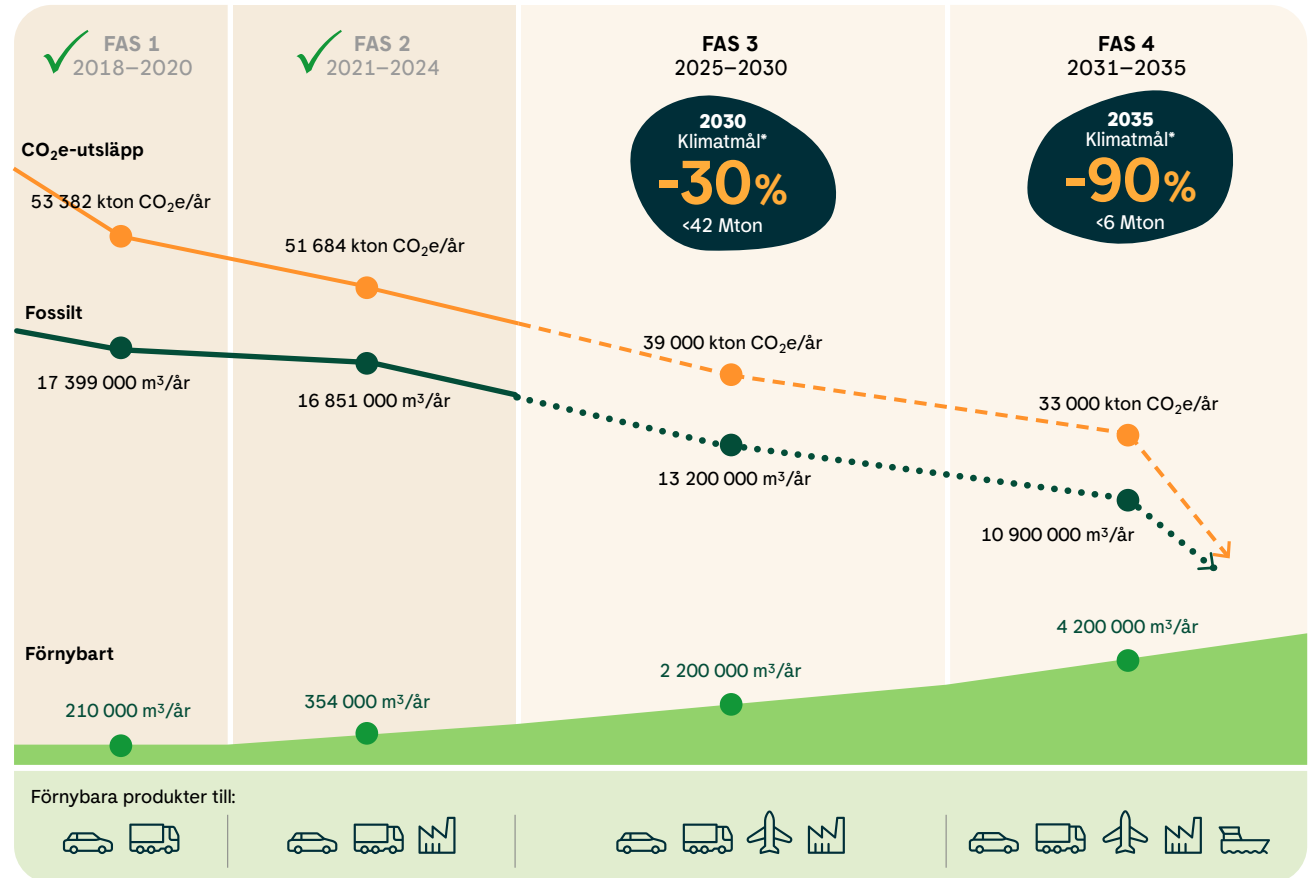 FAS 1
2018–2020
FAS 2
2021–2024
FAS 3
2025–2030
FAS 4
2031–2035
2030
Klimatmål*
-30%
<42 Mton
2035
Klimatmål*
-90%
<6 Mton
CO₂e-utsläpp
53 382 kton CO₂e/år
51 684 kton CO₂e/år
39 000 kton CO₂e/år
33 000 kton CO₂e/år
Fossilt
17 399 000 m³/år
16 851 000 m³/år
13 200 000 m³/år
10 900 000 m³/år
Förnybart
210 000 m³/år
354 000 m³/år
2 200 000 m³/år
4 200 000 m³/år
Förnybara produkter till: